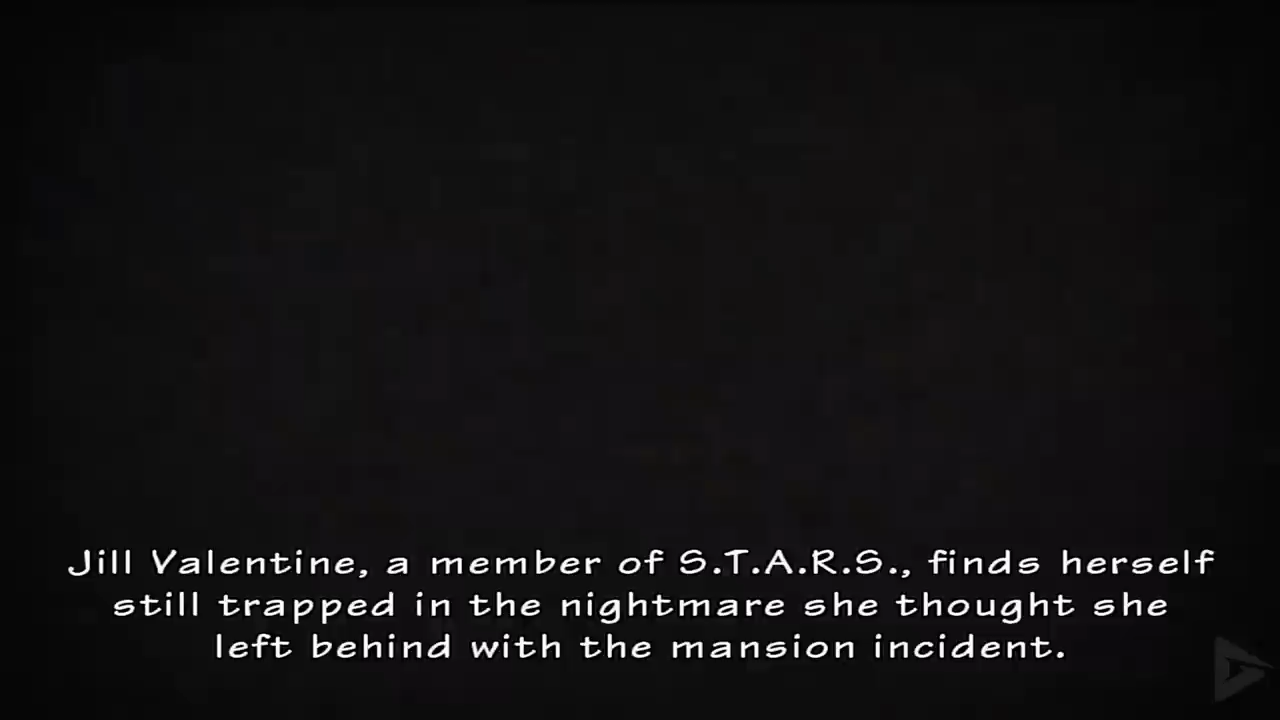 Jill Valentine, a member of S.T.A.R.S., finds herself
still trapped in the nightmare she thought she
left behind with the mansion incident.